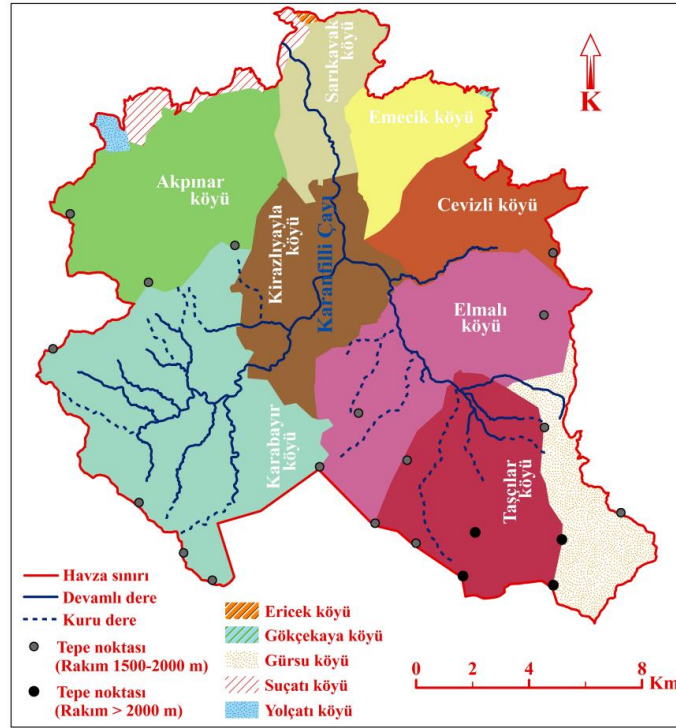 Sarıkavak
köyü
K
Emecik köyü
Akpınar
köyü
Cevizli köyü
Kirazlıyayla
köyü
Karanfilli Çayı
Elmalı
köyü
Karabayır
köyü
Taşçılar
köyü
Havza sınırı
Devamlı dere
Kuru dere
Tepe noktası
(Rakım 1500-2000 m)
Tepe noktası
(Rakım > 2000 m)
Ericek köyü
Gökçekaya köyü
Gürsu köyü
Suçatı köyü
Yolçatı köyü
0 2 4 8
Km